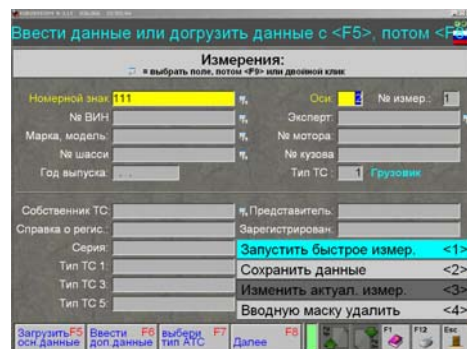 Ввести данные или догрузить данные с <F5>, потом <F
Измерения:
= выбрать поле, потом <F9> или двойной клик
Номерной знак 111 Оси: 2 № измер.: 1
№ ВИН Эксперт:
Марка, модель: № мотора:
№ шасси № кузова
Год выпуска: . . Тип ТС : 1 Грузовик
Собственник ТС: Представитель:
Справка о регис.: Зарегистрирован:
Серия:
Тип ТС 1:
Тип ТС 3:
Тип ТС 5:
Запустить быстрое измер. <1>
Сохранить данные <2>
Изменить актуал. измер. <3>
Вводную маску удалить <4>
Загрузить F5 осн.данные
Ввести F6 доп.данные
выбери F7 тип АТС
F8 Далее
F1 F12 Esc